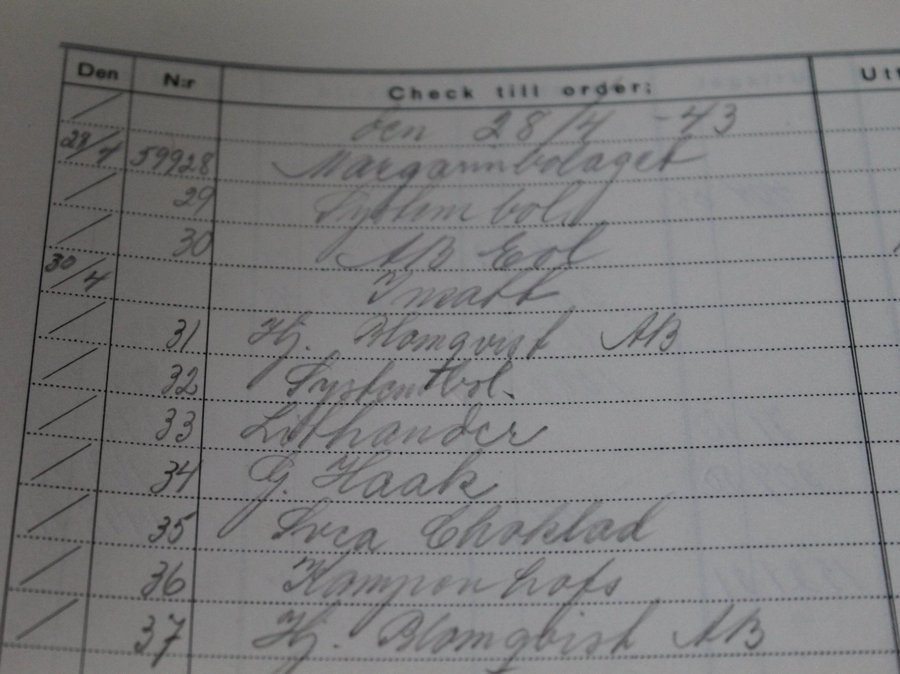 Den N:r Check till order: Utt
/ den 28/4 -43
28/4 59928 Margarinbolaget
/ 29 Systembol
/ 30 AB Eol
30/4 Insatt
/ 31 Hj. Blomqvist AB
/ 32 Systembol.
/ 33 Lithander
/ 34 G. Haak
/ 35 Svea Choklad
/ 36 Kampenhofs
/ 37 Hj. Blomqvist AB